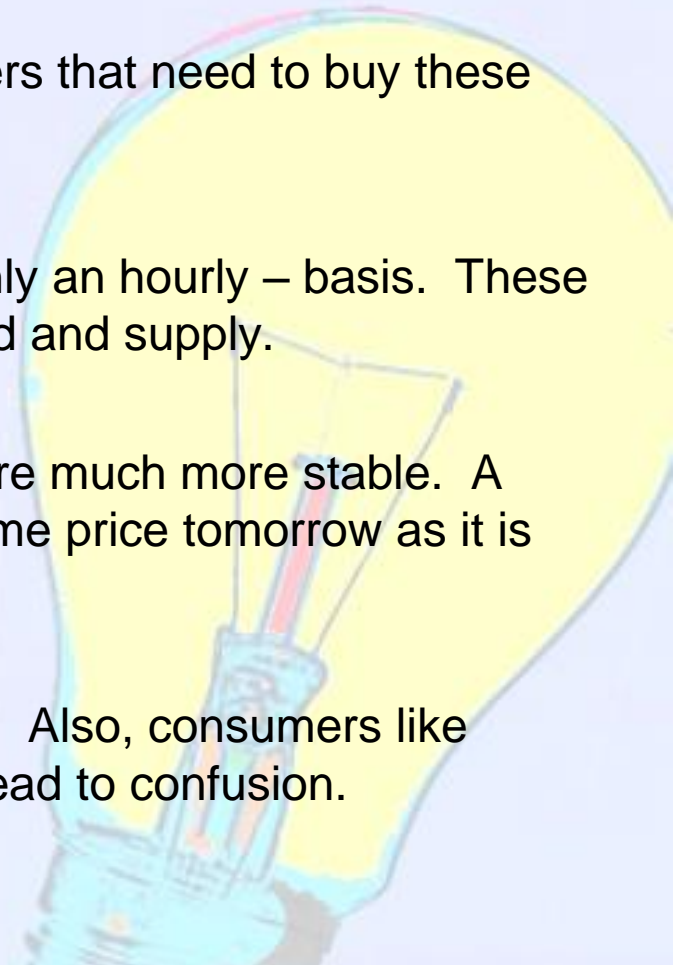 ers that need to buy these
nly an hourly – basis. These
d and supply.
re much more stable. A
me price tomorrow as it is
Also, consumers like
ead to confusion.